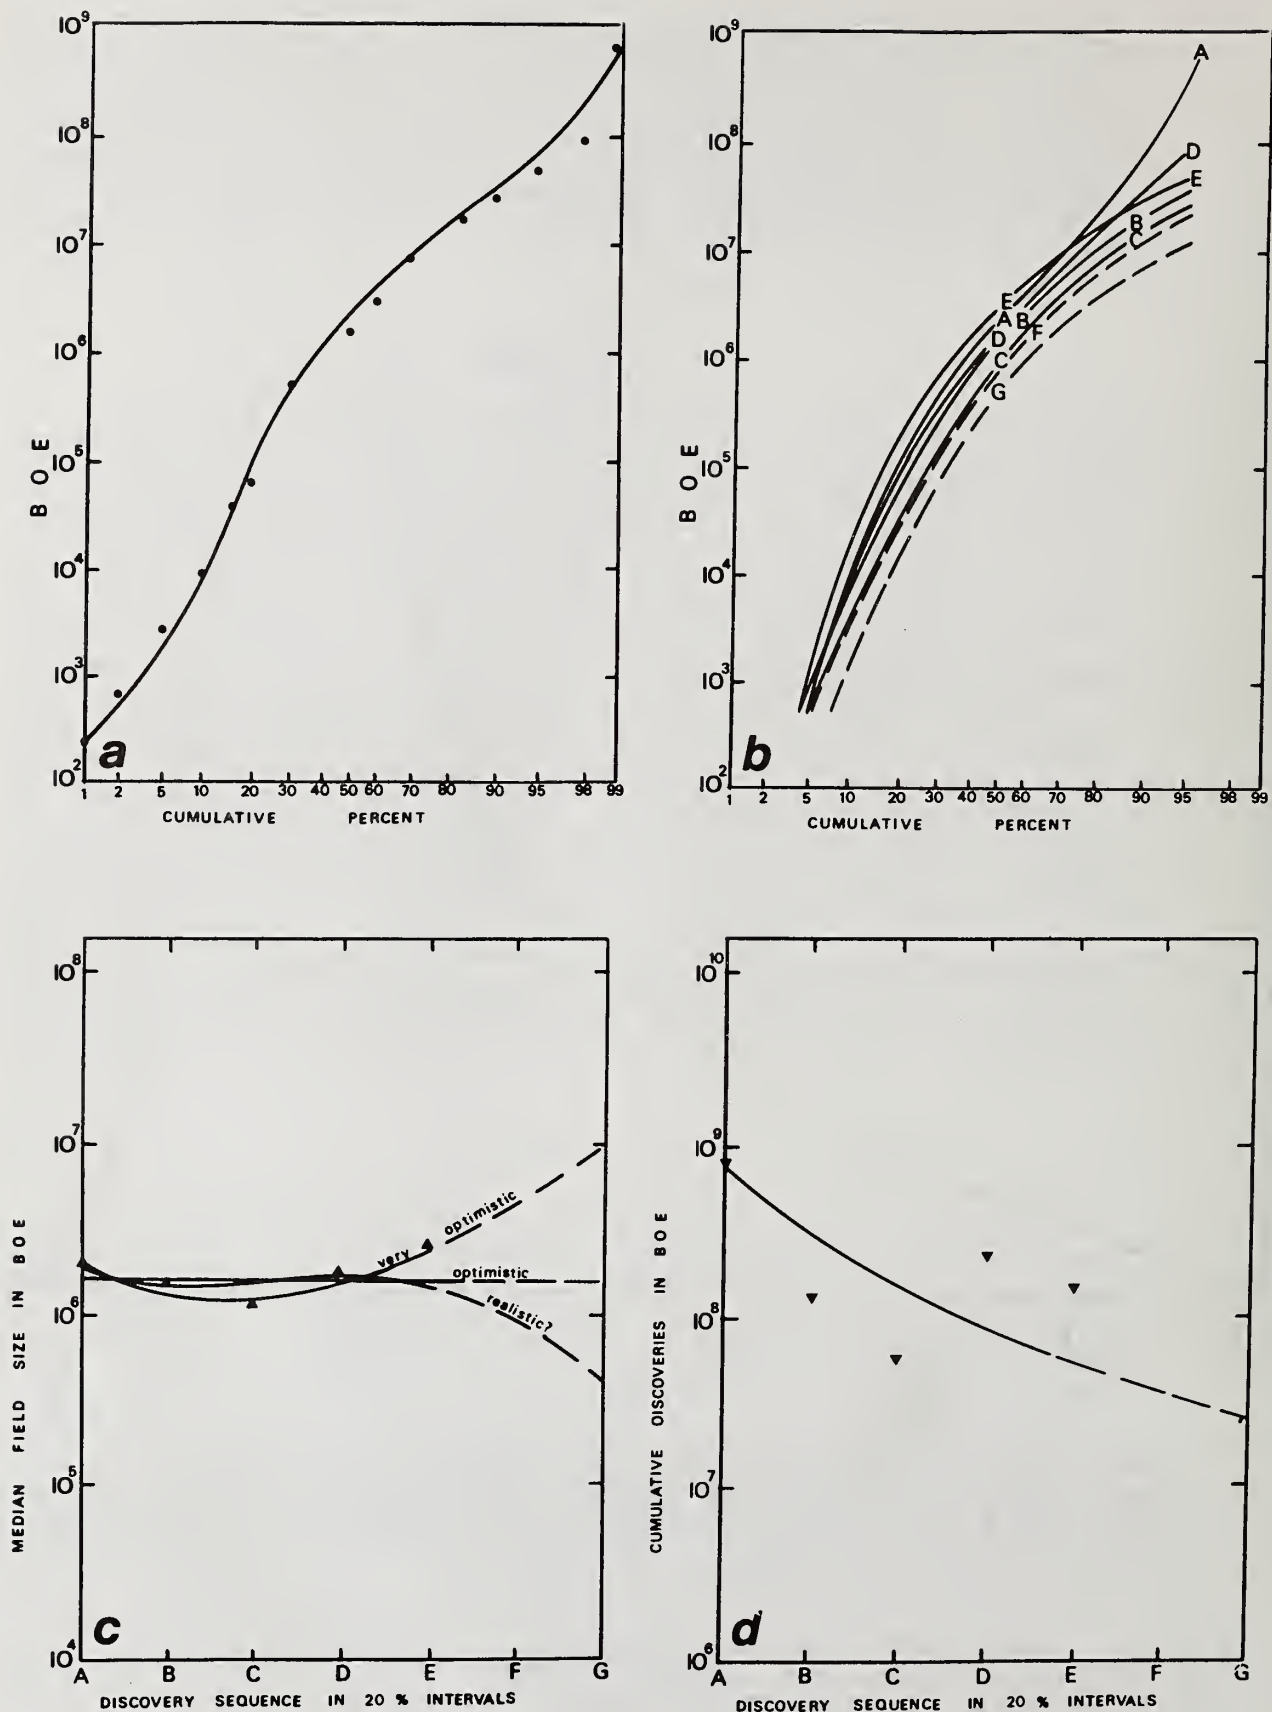 10⁹
10⁸
10⁷
10⁶
10⁵
10⁴
10³
10²
B O E
a
1 2 5 10 20 30 40 50 60 70 80 90 95 98 99
CUMULATIVE PERCENT
10⁹
10⁸
10⁷
10⁶
10⁵
10⁴
10³
10²
B O E
A
D
E
B
C
E
A B
D F
C
G
b
1 2 5 10 20 30 40 50 60 70 80 90 95 98 99
CUMULATIVE PERCENT
10⁸
10⁷
10⁶
10⁵
10⁴
MEDIAN FIELD SIZE IN BOE
very optimistic
optimistic
realistic?
c
A B C D E F G
DISCOVERY SEQUENCE IN 20 % INTERVALS
10¹⁰
10⁹
10⁸
10⁷
10⁶
CUMULATIVE DISCOVERIES IN BOE
d
A B C D E F G
DISCOVERY SEQUENCE IN 20 % INTERVALS